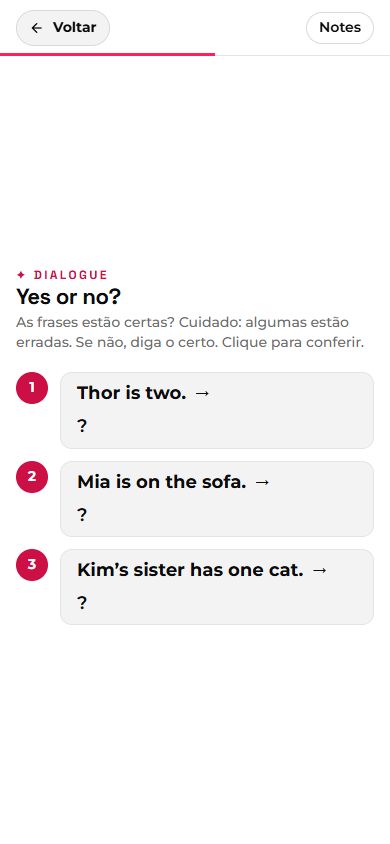 ← Voltar
Notes
✦ DIALOGUE
Yes or no?
As frases estão certas? Cuidado: algumas estão
erradas. Se não, diga o certo. Clique para conferir.
1
Thor is two. →
?
2
Mia is on the sofa. →
?
3
Kim’s sister has one cat. →
?